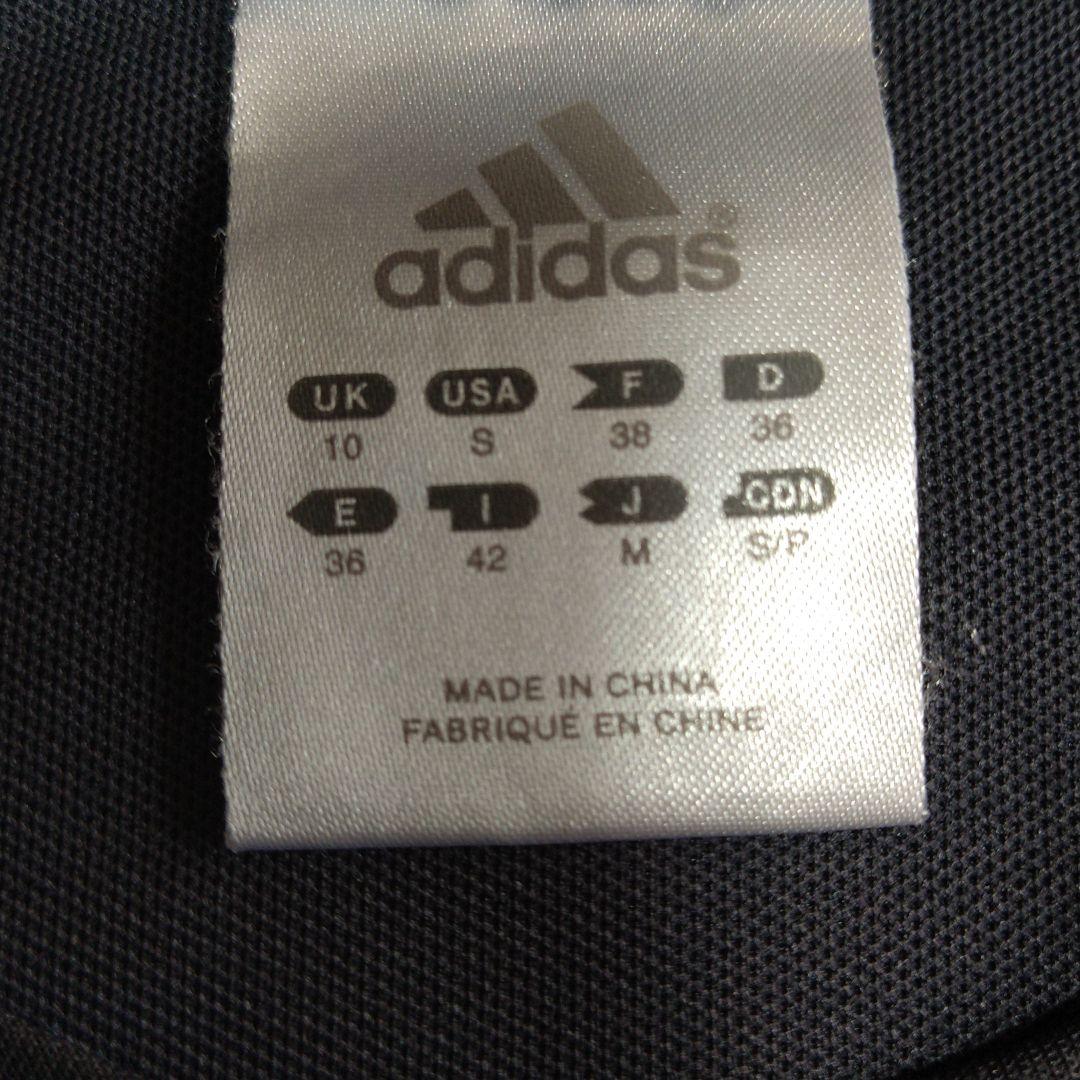 adidas®
UK USA F D
10 S 38 36
E I J CDN
36 42 M S/P
MADE IN CHINA
FABRIQUÉ EN CHINE